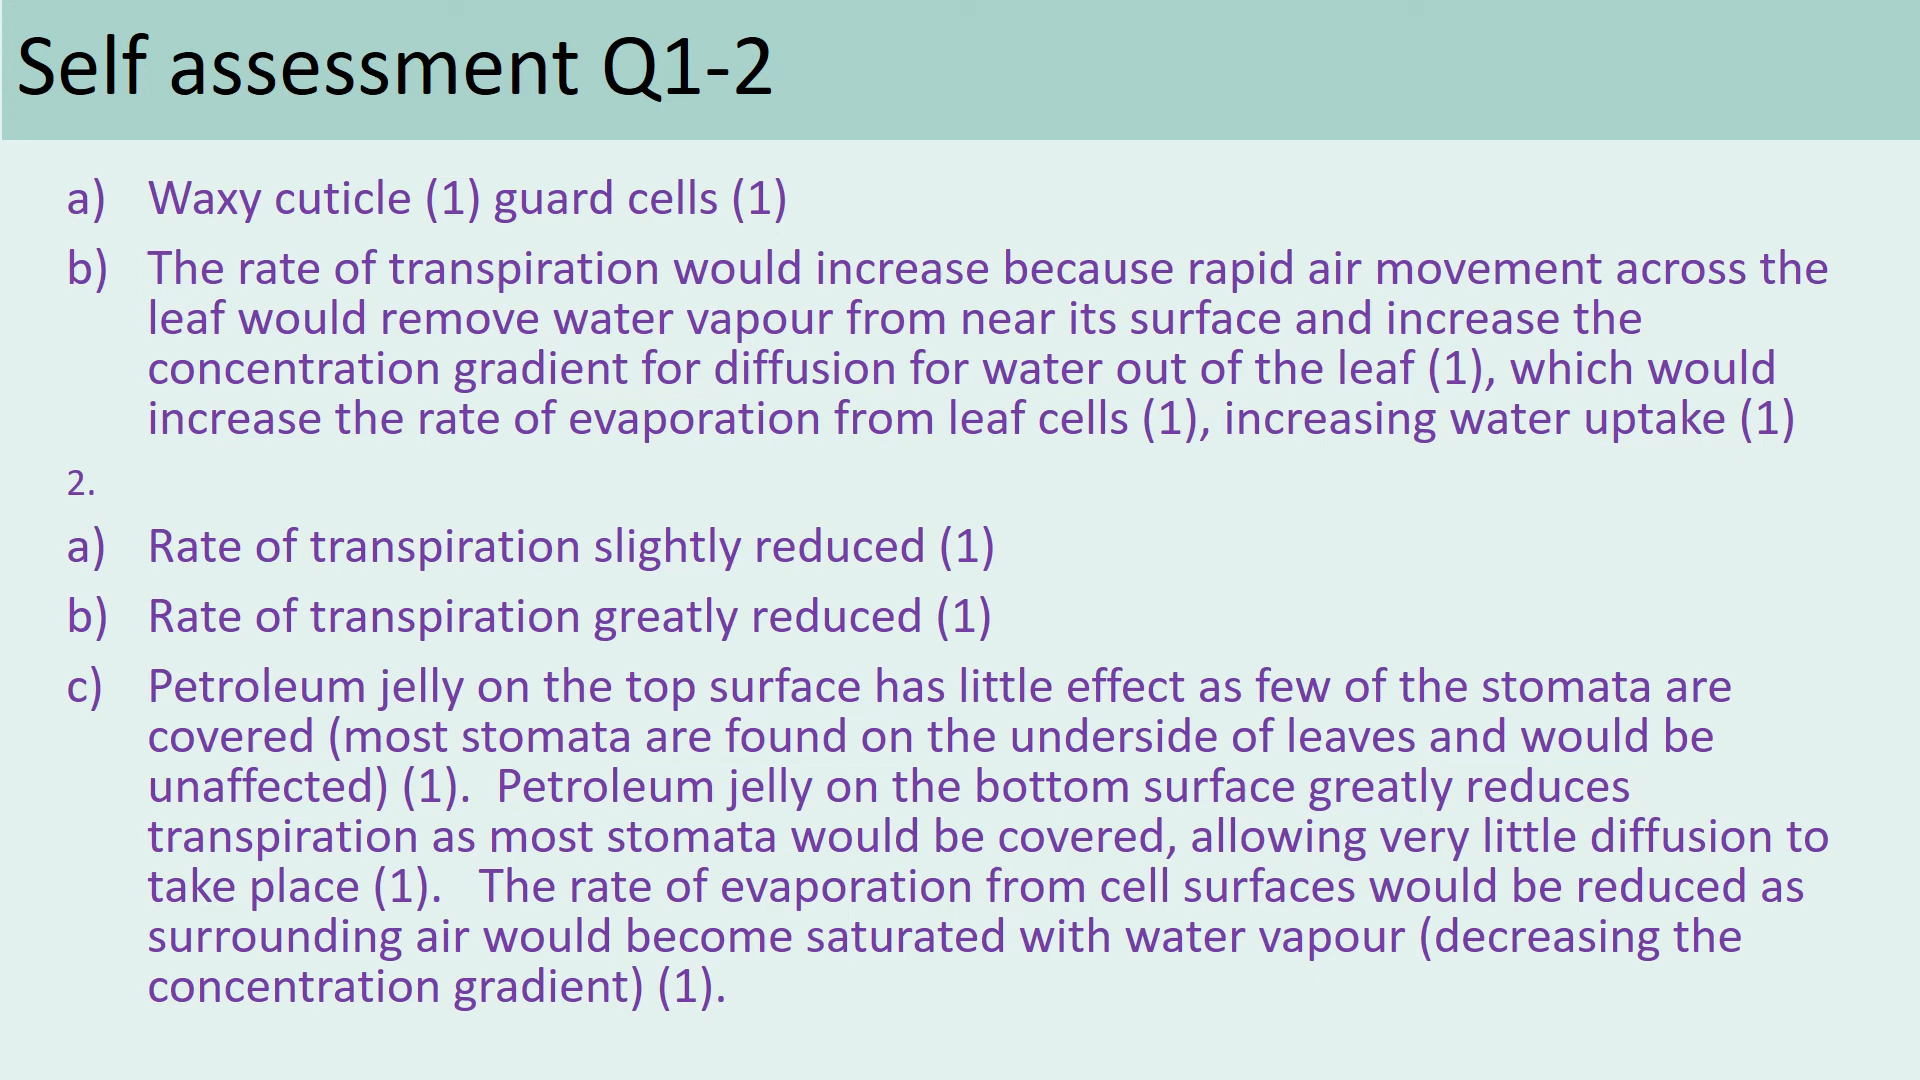 Self assessment Q1-2
a) Waxy cuticle (1) guard cells (1)
b) The rate of transpiration would increase because rapid air movement across the
leaf would remove water vapour from near its surface and increase the
concentration gradient for diffusion for water out of the leaf (1), which would
increase the rate of evaporation from leaf cells (1), increasing water uptake (1)
2.
a) Rate of transpiration slightly reduced (1)
b) Rate of transpiration greatly reduced (1)
c) Petroleum jelly on the top surface has little effect as few of the stomata are
covered (most stomata are found on the underside of leaves and would be
unaffected) (1).  Petroleum jelly on the bottom surface greatly reduces
transpiration as most stomata would be covered, allowing very little diffusion to
take place (1).   The rate of evaporation from cell surfaces would be reduced as
surrounding air would become saturated with water vapour (decreasing the
concentration gradient) (1).